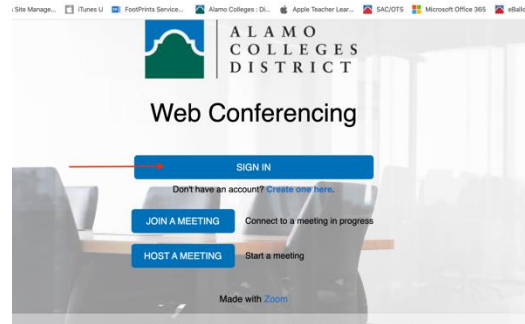 Site Manage... iTunes U FootPrints Service... Alamo Colleges : Di... Apple Teacher Lear... SAC/OTS Microsoft Office 365 eBallo
ALAMO
COLLEGES
DISTRICT
Web Conferencing
SIGN IN
Don't have an account? Create one here.
JOIN A MEETING Connect to a meeting in progress
HOST A MEETING Start a meeting
Made with Zoom